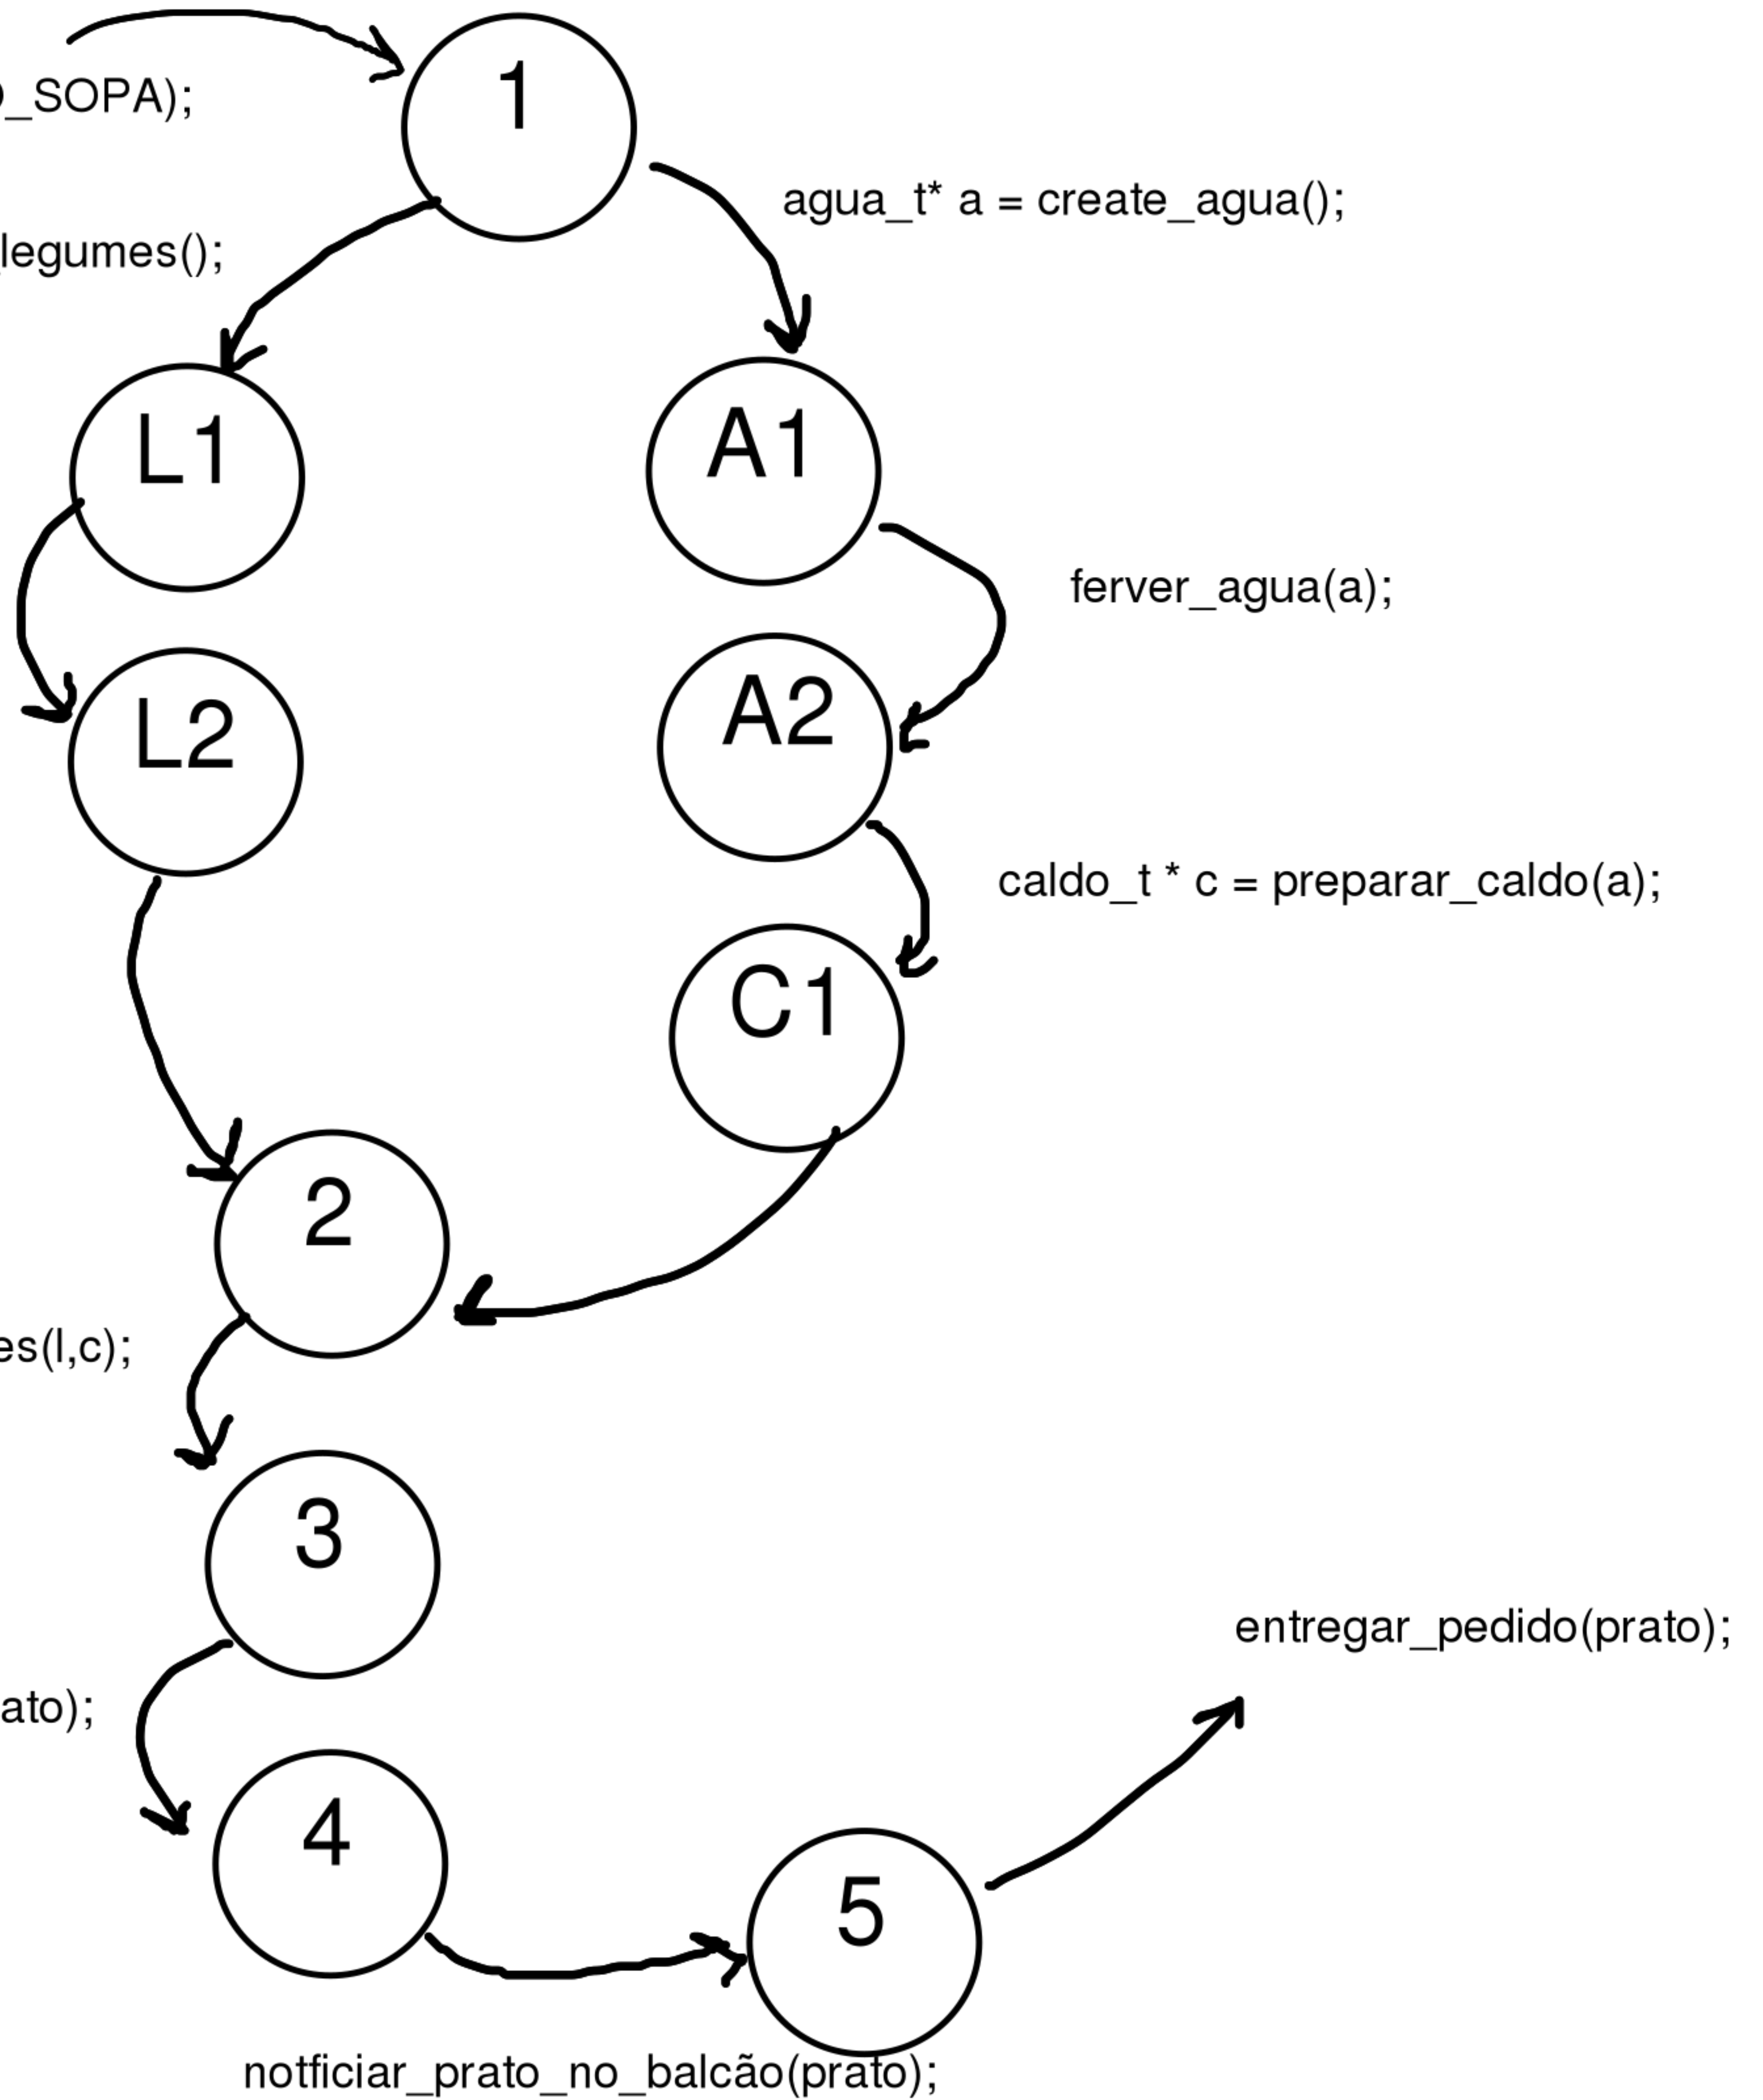 1
_SOPA);
agua_t* a = create_agua();
legumes();
L1
A1
ferver_agua(a);
L2
A2
caldo_t * c = preparar_caldo(a);
C1
2
es(l,c);
3
entregar_pedido(prato);
ato);
4
5
notficiar_prato_no_balcão(prato);